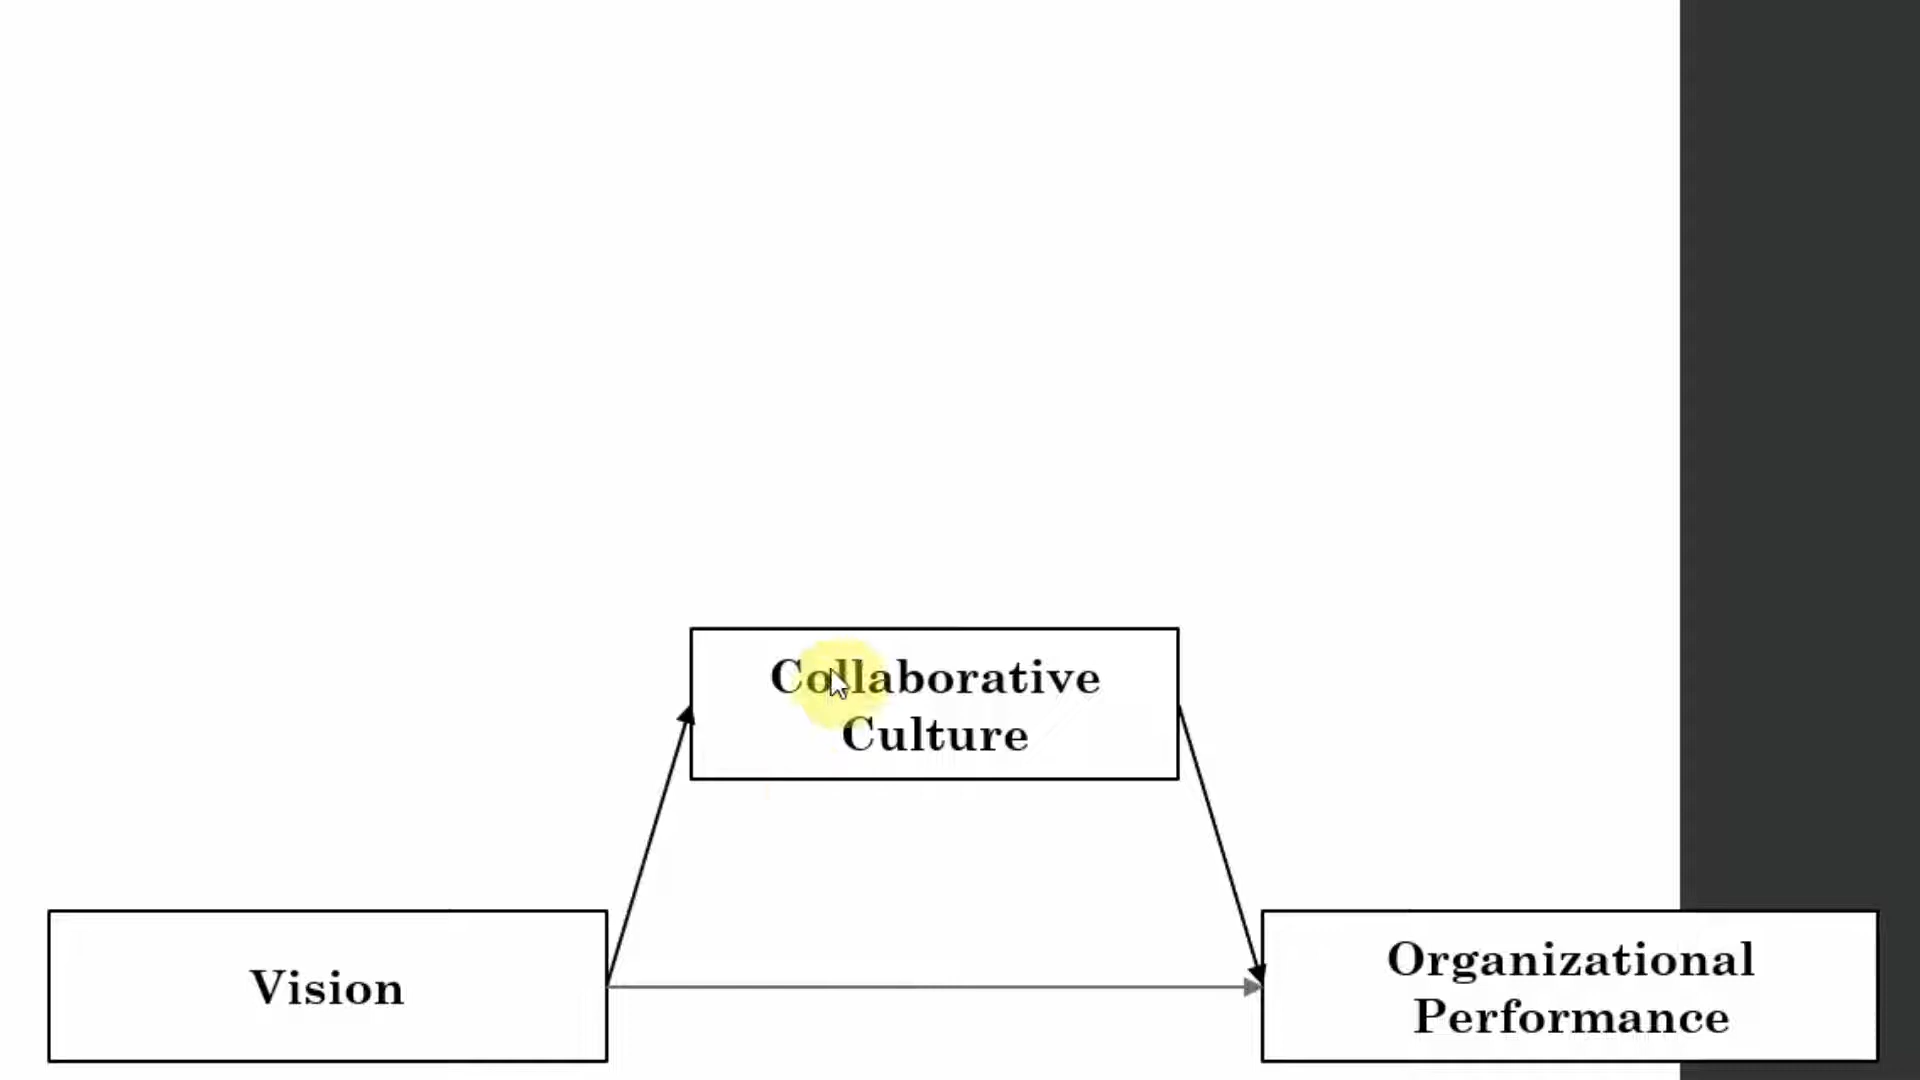 Collaborative
Culture
Vision
Organizational
Performance